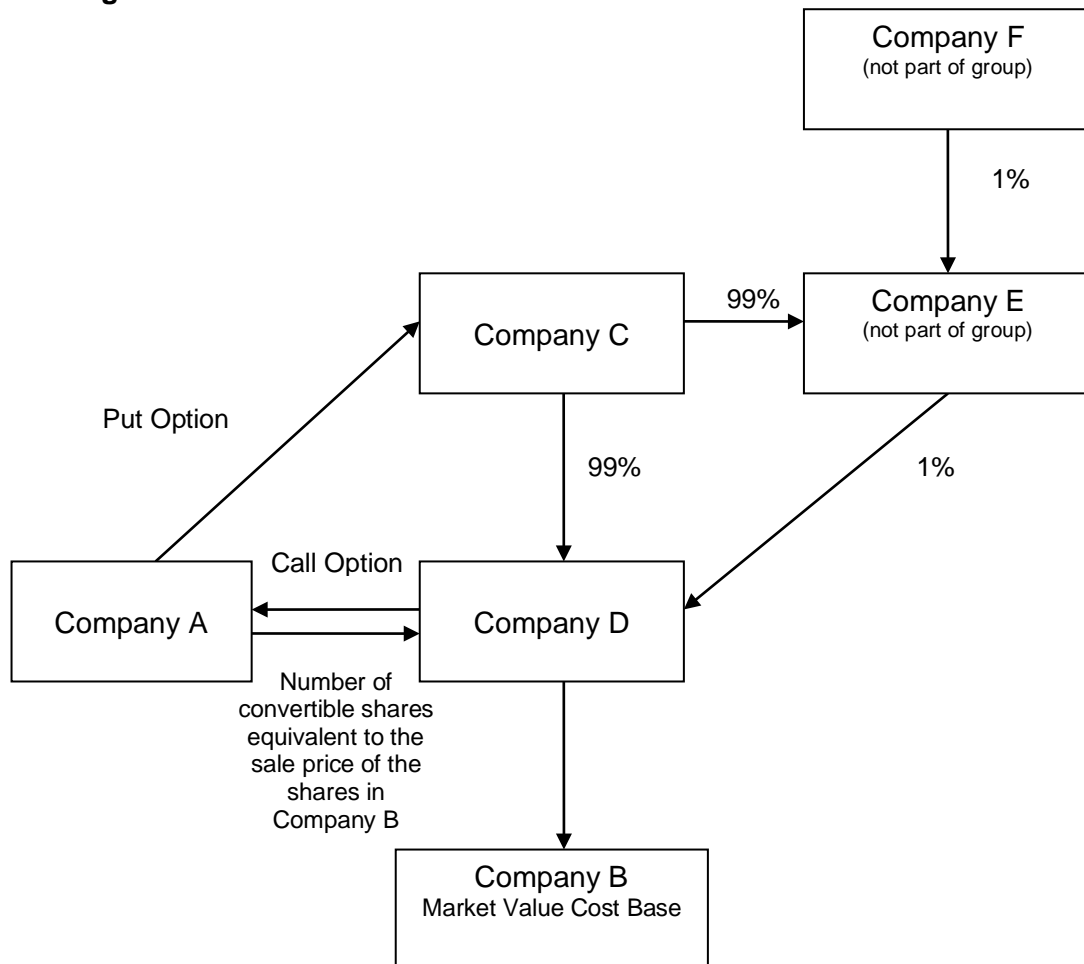 Company F
(not part of group)
1%
99%
Company C
Company E
(not part of group)
Put Option
99%
1%
Call Option
Company A
Company D
Number of
convertible shares
equivalent to the
sale price of the
shares in
Company B
Company B
Market Value Cost Base